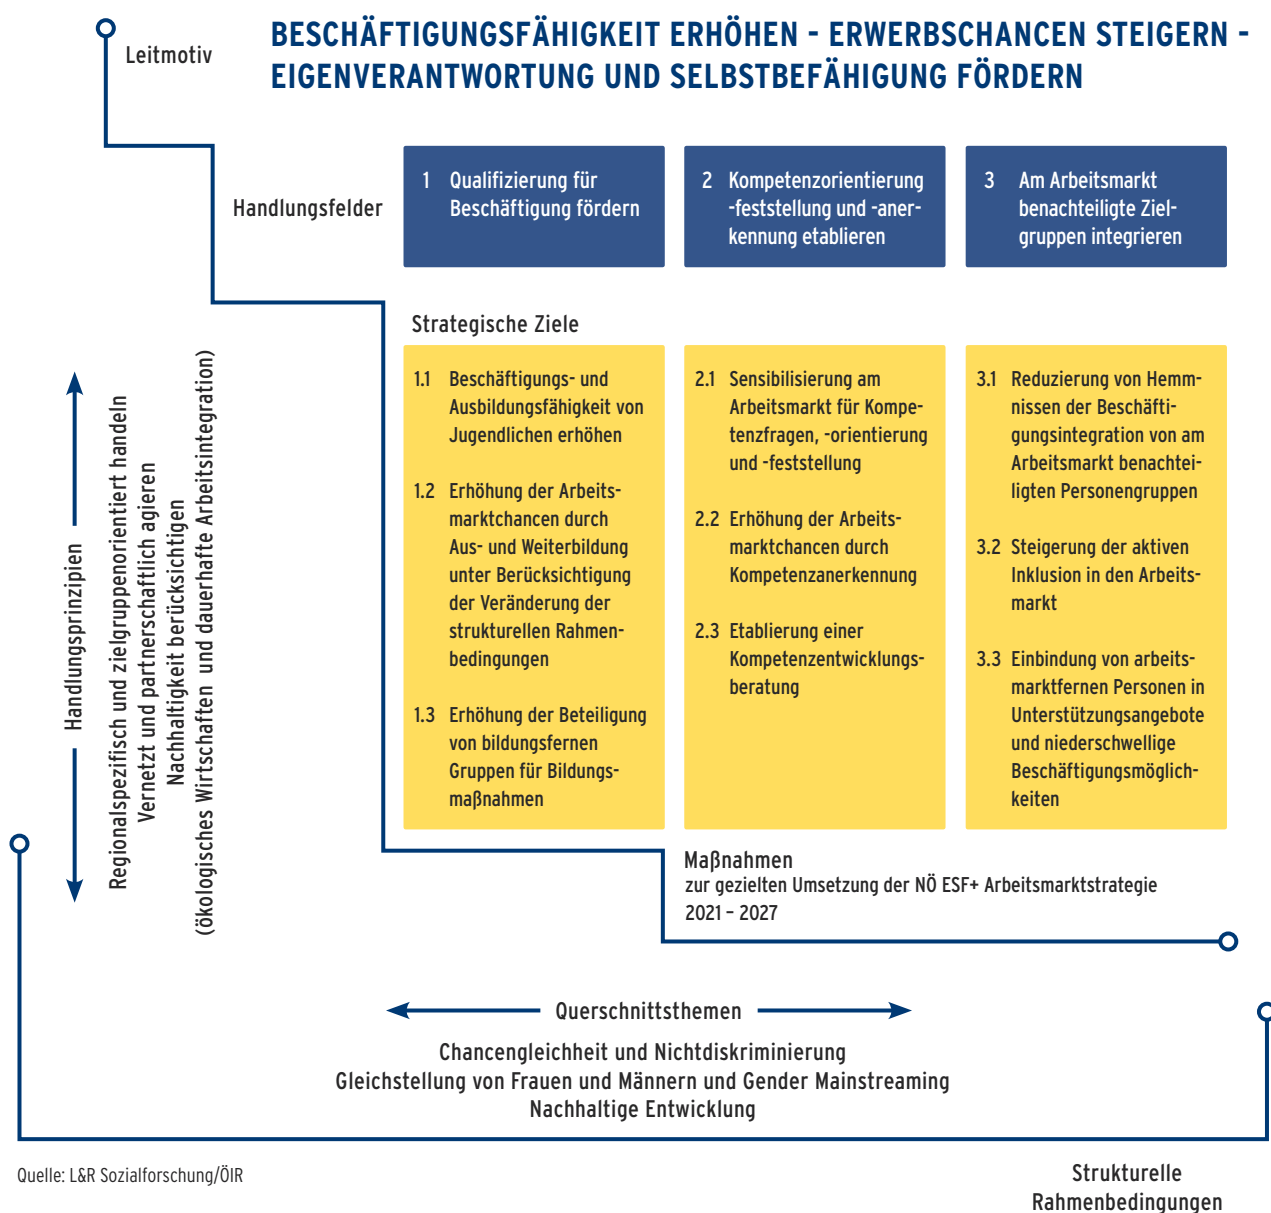 Leitmotiv
BESCHÄFTIGUNGSFÄHIGKEIT ERHÖHEN - ERWERBSCHANCEN STEIGERN -
EIGENVERANTWORTUNG UND SELBSTBEFÄHIGUNG FÖRDERN
Handlungsfelder
1 Qualifizierung für
Beschäftigung fördern
2 Kompetenzorientierung
-feststellung und -aner-
kennung etablieren
3 Am Arbeitsmarkt
benachteiligte Ziel-
gruppen integrieren
Strategische Ziele
1.1 Beschäftigungs- und
Ausbildungsfähigkeit von
Jugendlichen erhöhen
1.2 Erhöhung der Arbeits-
marktchancen durch
Aus- und Weiterbildung
unter Berücksichtigung
der Veränderung der
strukturellen Rahmen-
bedingungen
1.3 Erhöhung der Beteiligung
von bildungsfernen
Gruppen für Bildungs-
maßnahmen
2.1 Sensibilisierung am
Arbeitsmarkt für Kompe-
tenzfragen, -orientierung
und -feststellung
2.2 Erhöhung der Arbeits-
marktchancen durch
Kompetenzanerkennung
2.3 Etablierung einer
Kompetenzentwicklungs-
beratung
3.1 Reduzierung von Hemm-
nissen der Beschäfti-
gungsintegration von am
Arbeitsmarkt benachtei-
ligten Personengruppen
3.2 Steigerung der aktiven
Inklusion in den Arbeits-
markt
3.3 Einbindung von arbeits-
marktfernen Personen in
Unterstützungsangebote
und niederschwellige
Beschäftigungsmöglich-
keiten
Handlungsprinzipien
Regionalspezifisch und zielgruppenorientiert handeln
Vernetzt und partnerschaftlich agieren
Nachhaltigkeit berücksichtigen
(ökologisches Wirtschaften und dauerhafte Arbeitsintegration)
Maßnahmen
zur gezielten Umsetzung der NÖ ESF+ Arbeitsmarktstrategie
2021 – 2027
Querschnittsthemen
Chancengleichheit und Nichtdiskriminierung
Gleichstellung von Frauen und Männern und Gender Mainstreaming
Nachhaltige Entwicklung
Quelle: L&R Sozialforschung/ÖIR
Strukturelle
Rahmenbedingungen